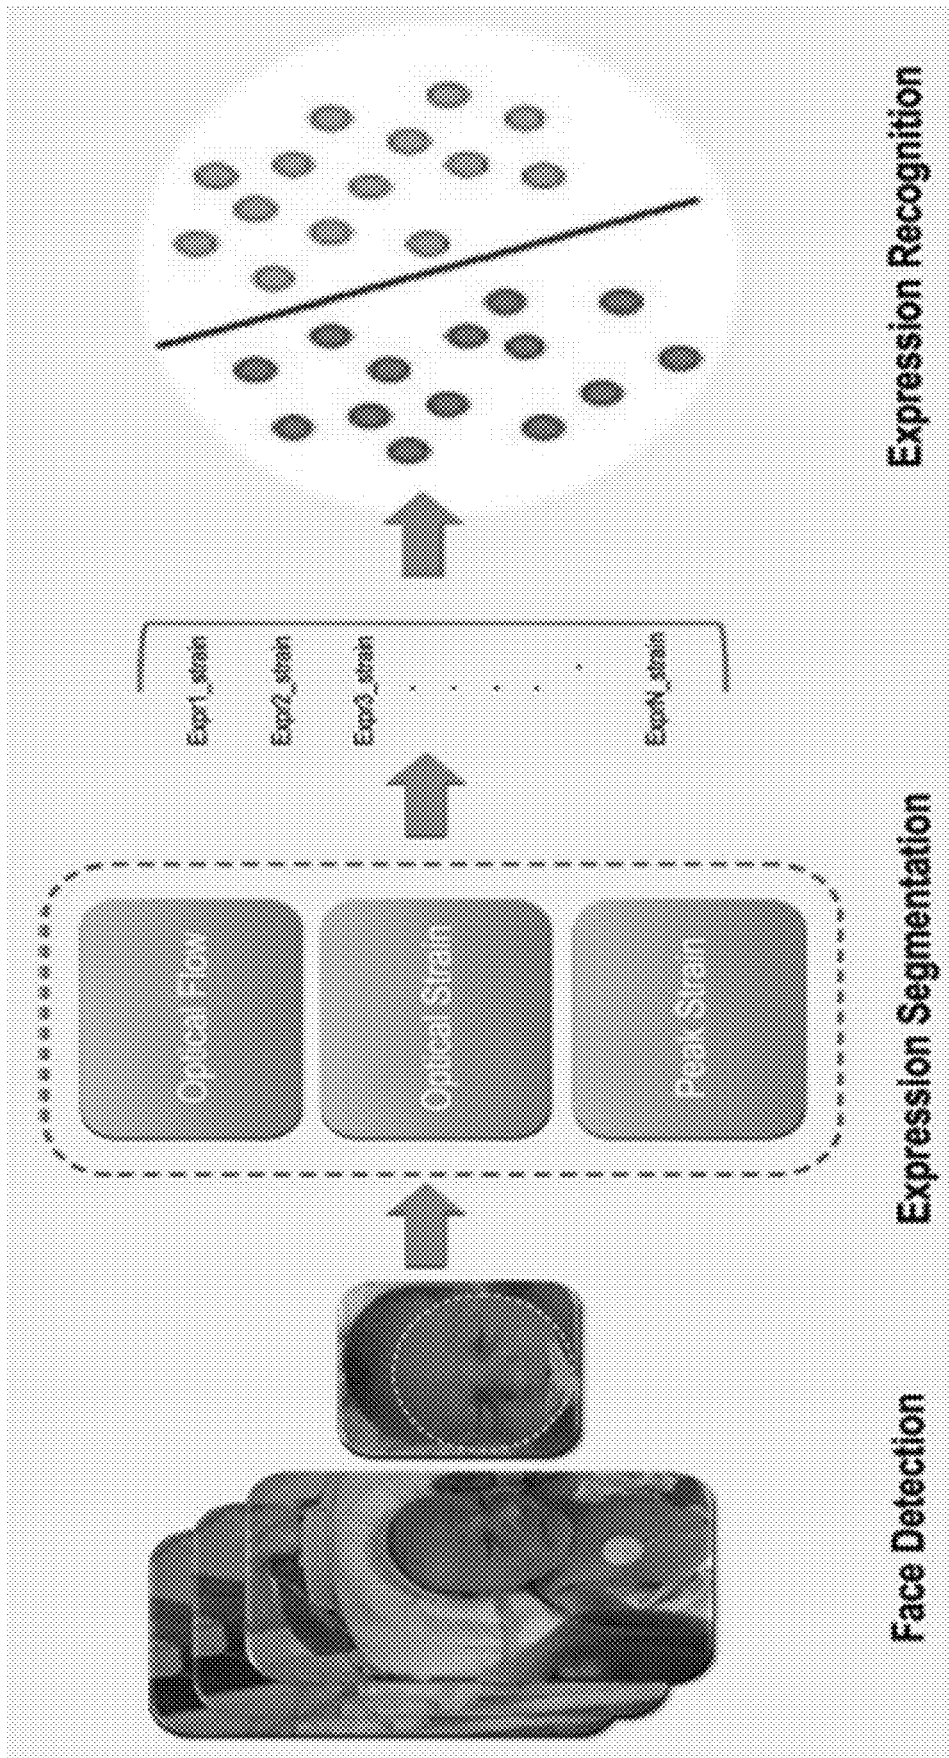 Face Detection
Expression Segmentation
Expression Recognition
Optical Flow
Optical Strain
Peak Strain
Expr1_strain
Expr2_strain
Expr3_strain
. . . . .
ExprN_strain